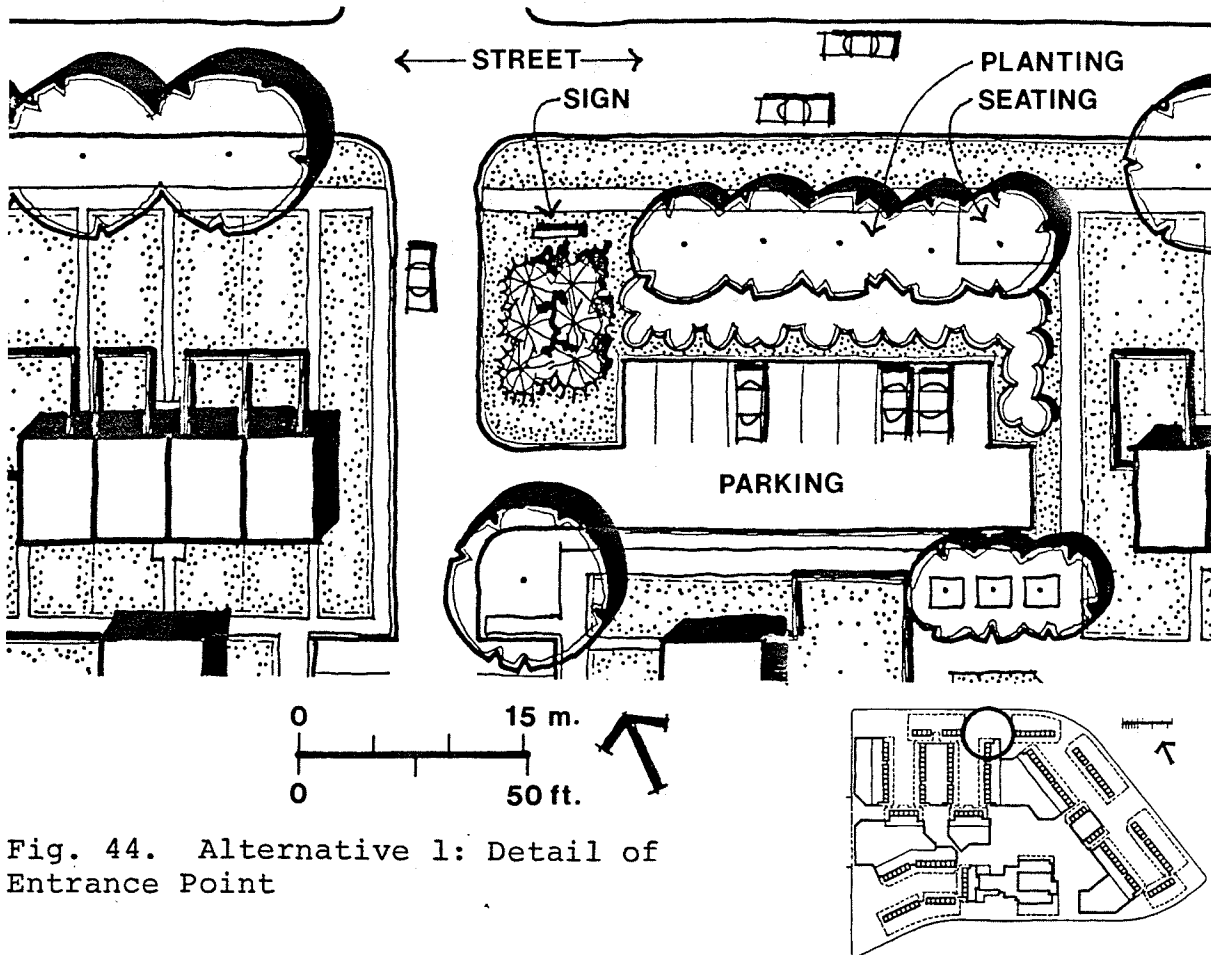 STREET
SIGN
PLANTING
SEATING
PARKING
0 15 m.
0 50 ft.
Fig. 44. Alternative 1: Detail of
Entrance Point